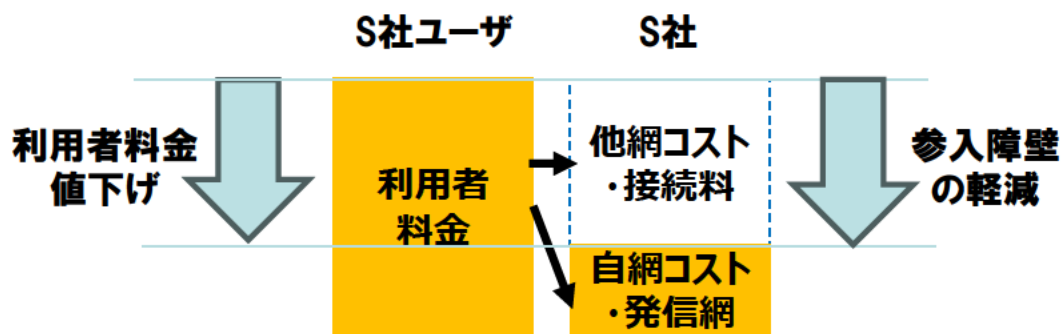 S社ユーザ
S社
利用者料金
値下げ
利用者
料金
他網コスト
・接続料
自網コスト
・発信網
参入障壁
の軽減